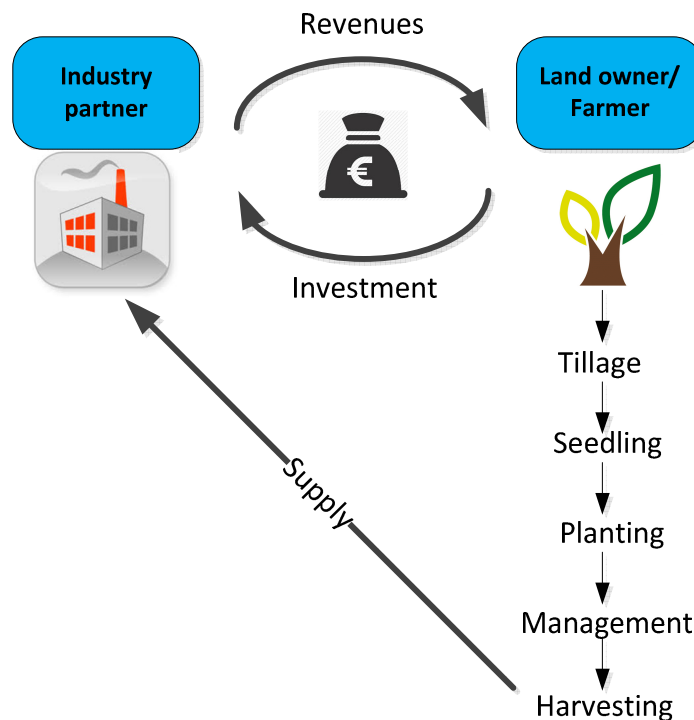 Revenues
Industry
partner
Land owner/
Farmer
€
Investment
Tillage
Seedling
Supply
Planting
Management
Harvesting